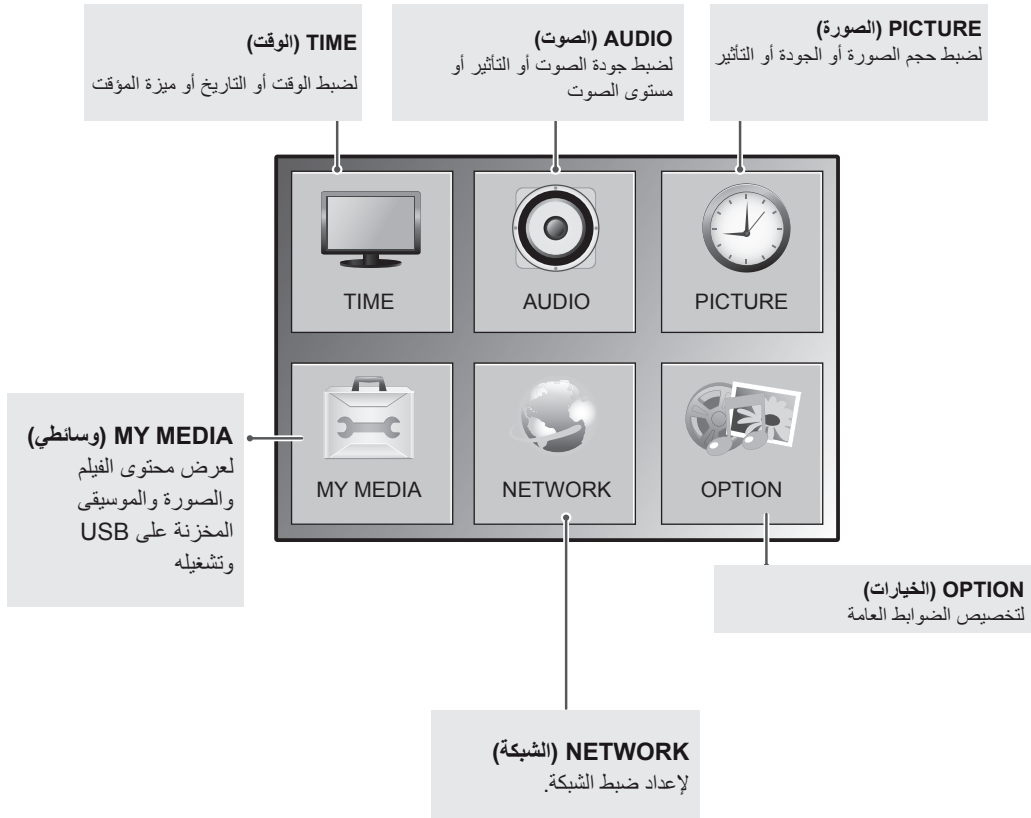 PICTURE (الصورة)
لضبط حجم الصورة أو الجودة أو التأثير
AUDIO (الصوت)
لضبط جودة الصوت أو التأثير أو
مستوى الصوت
TIME (الوقت)
لضبط الوقت أو التاريخ أو ميزة المؤقت
TIME
AUDIO
PICTURE
MY MEDIA
NETWORK
OPTION
MY MEDIA (وسائطي)
لعرض محتوى الفيلم
والصورة والموسيقى
المخزنة على USB
وتشغيله
OPTION (الخيارات)
لتخصيص الضوابط العامة
NETWORK (الشبكة)
لإعداد ضبط الشبكة.